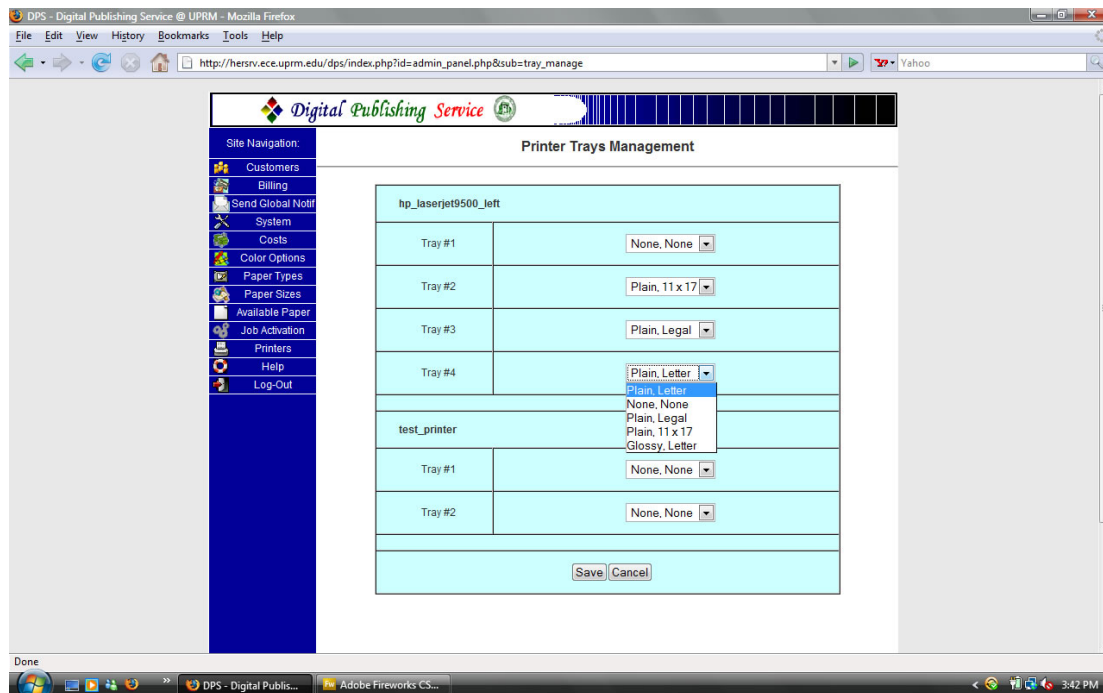 DPS - Digital Publishing Service @ UPRM - Mozilla Firefox
File Edit View History Bookmarks Tools Help
http://hersrv.ece.uprm.edu/dps/index.php?id=admin_panel.php&sub=tray_manage
Yahoo
Digital Publishing Service
Site Navigation:
Customers
Billing
Send Global Notif
System
Costs
Color Options
Paper Types
Paper Sizes
Available Paper
Job Activation
Printers
Help
Log-Out
Printer Trays Management
hp_laserjet9500_left
Tray #1 None, None
Tray #2 Plain, 11 x 17
Tray #3 Plain, Legal
Tray #4 Plain, Letter
Plain, Letter
None, None
Plain, Legal
Plain, 11 x 17
Glossy, Letter
test_printer
Tray #1 None, None
Tray #2 None, None
Save Cancel
Done
DPS - Digital Publis... Adobe Fireworks CS... 3:42 PM